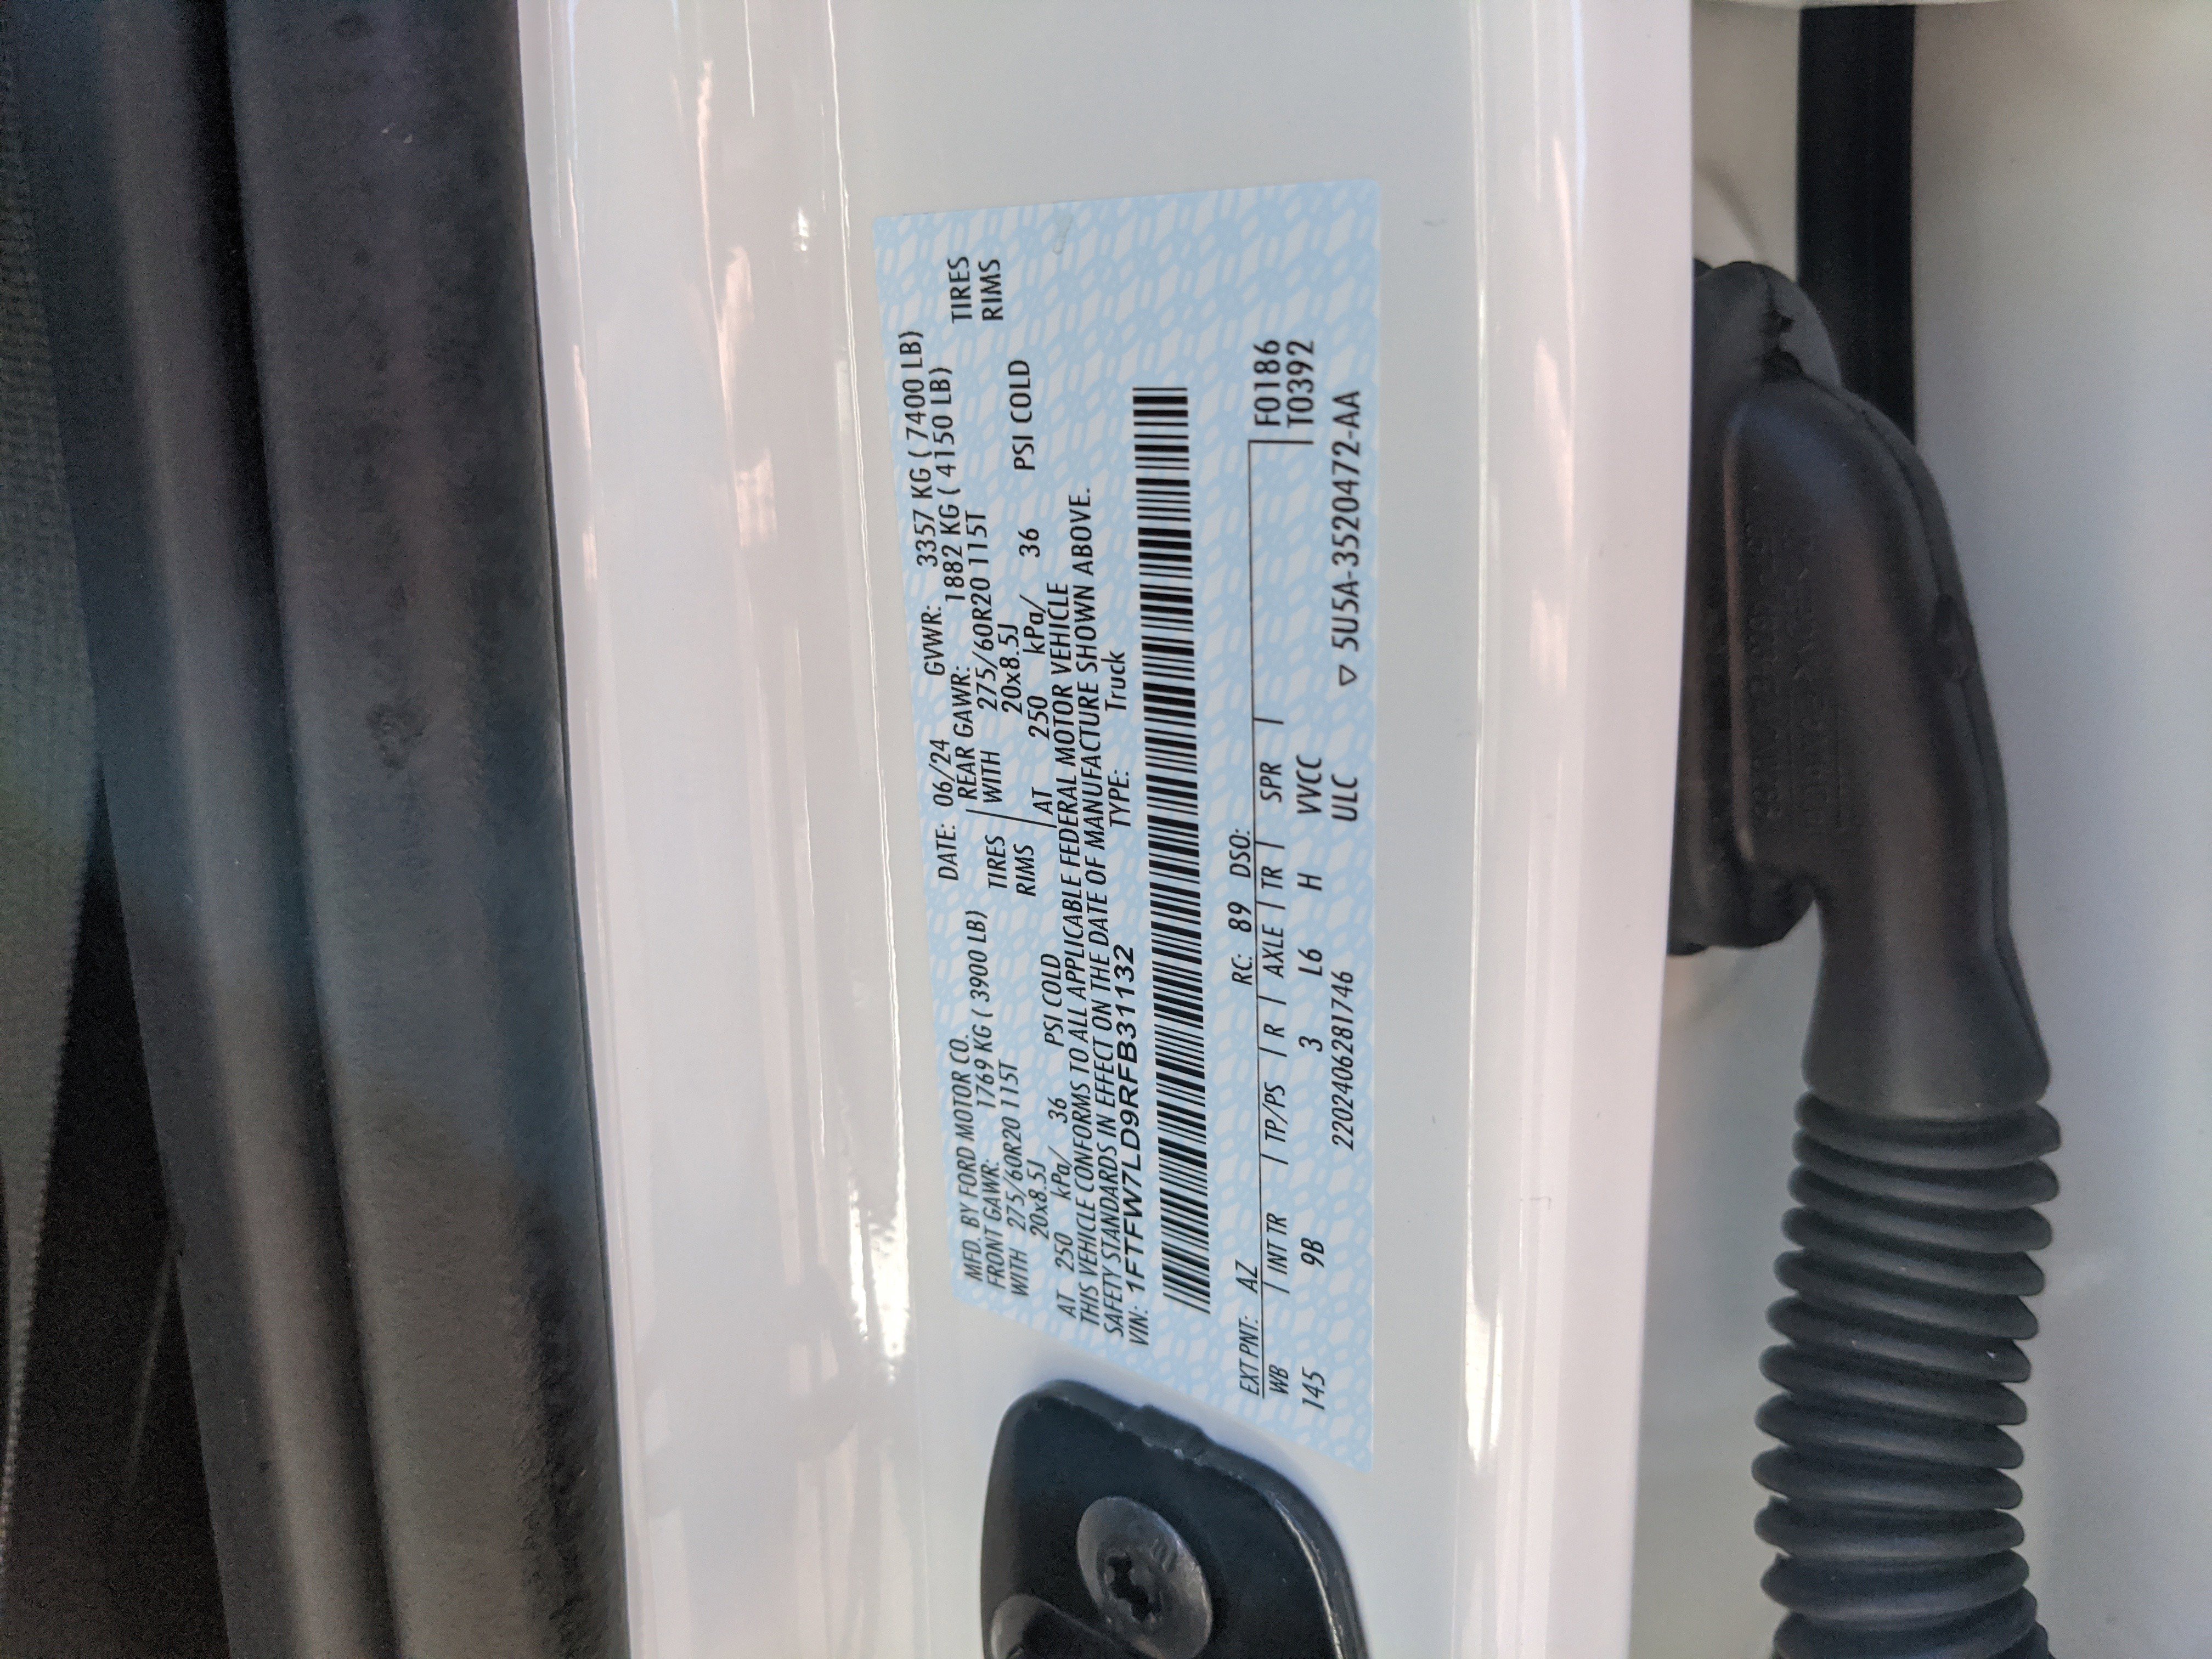 MFD. BY FORD MOTOR CO. DATE: 06/24 GVWR: 3357 KG ( 7400 LB)
FRONT GAWR: 1769 KG ( 3900 LB) REAR GAWR: 1882 KG ( 4150 LB)
WITH 275/60R20 115T TIRES WITH 275/60R20 115T TIRES
20x8.5J RIMS 20x8.5J RIMS
AT 250 kPa/ 36 PSI COLD AT 250 kPa/ 36 PSI COLD
THIS VEHICLE CONFORMS TO ALL APPLICABLE FEDERAL MOTOR VEHICLE
SAFETY STANDARDS IN EFFECT ON THE DATE OF MANUFACTURE SHOWN ABOVE.
VIN: 1FTFW7LD9RFB31132 TYPE: Truck
EXT PNT: AZ RC: 89 DSO: F0186
WB | INT TR | TP/PS | R | AXLE | TR | SPR | T0392
145 9B 3 L6 H VVCC
2202406281746 ULC ▽ 5U5A-3520472-AA